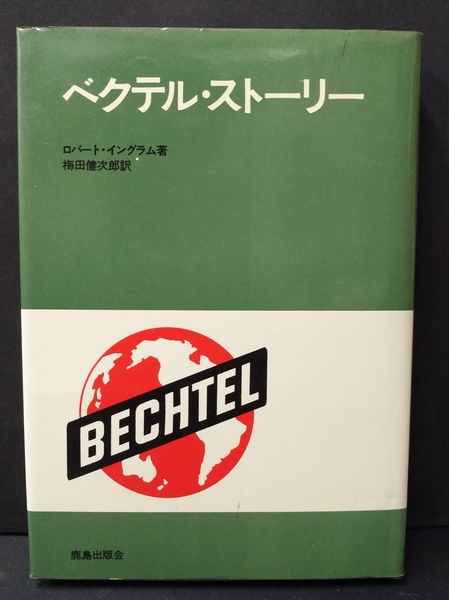 ベクテル・ストーリー
ロバート・イングラム著
梅田健次郎訳
BECHTEL
鹿島出版会